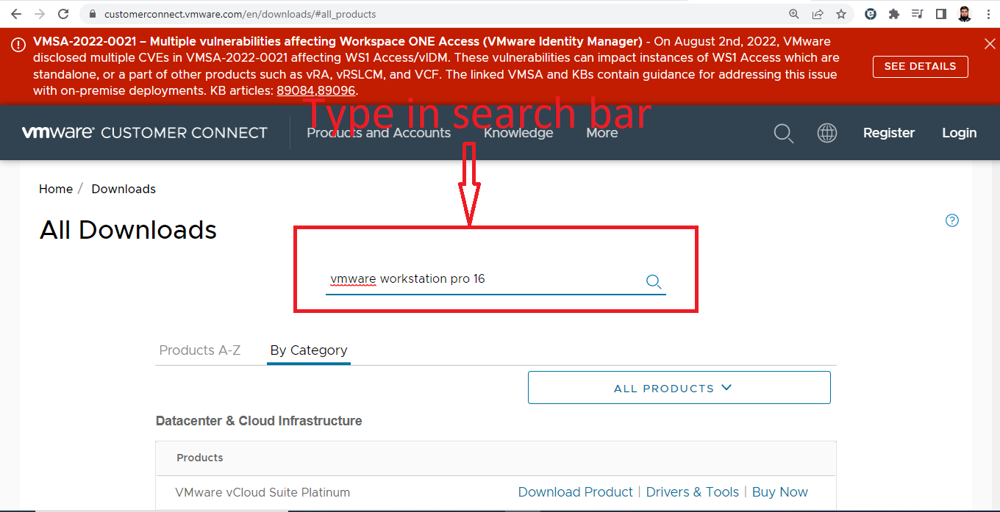 customerconnect.vmware.com/en/downloads/#all_products
VMSA-2022-0021 – Multiple vulnerabilities affecting Workspace ONE Access (VMware Identity Manager) - On August 2nd, 2022, VMware
disclosed multiple CVEs in VMSA-2022-0021 affecting WS1 Access/vIDM. These vulnerabilities can impact instances of WS1 Access which are
standalone, or a part of other products such as vRA, vRSLCM, and VCF. The linked VMSA and KBs contain guidance for addressing this issue
with on-premise deployments. KB articles: 89084,89096.
SEE DETAILS
Type in search bar
vmware® CUSTOMER CONNECT
Products and Accounts
Knowledge
More
Register
Login
Home / Downloads
All Downloads
vmware workstation pro 16
Products A-Z
By Category
ALL PRODUCTS
Datacenter & Cloud Infrastructure
Products
VMware vCloud Suite Platinum
Download Product | Drivers & Tools | Buy Now